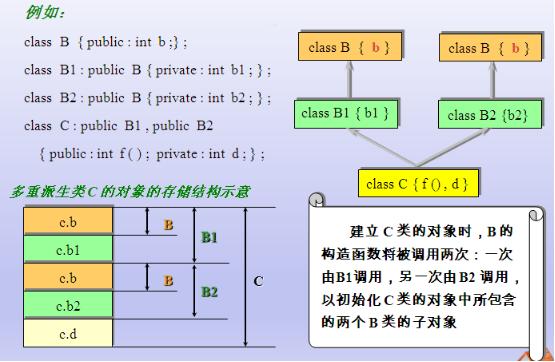 例如：
class B { public : int b ;} ;
class B1 : public B { private : int b1 ; } ;
class B2 : public B { private : int b2 ; } ;
class C : public B1 , public B2
{ public : int f ( ) ; private : int d ; } ;
class B { b }
class B { b }
class B1 { b1 }
class B2 {b2}
class C { f () , d }
多重派生类 C 的对象的存储结构示意
c.b
c.b1
c.b
c.b2
c.d
B
B1
B
B2
C
建立 C 类的对象时，B 的
构造函数将被调用两次：一次
由B1调用，另一次由B2 调用，
以初始化 C类的对象中所包含
的两个 B 类的子对象